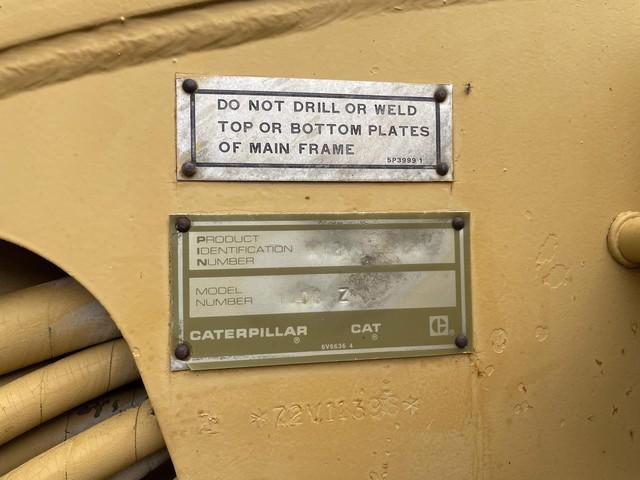 DO NOT DRILL OR WELD
TOP OR BOTTOM PLATES
OF MAIN FRAME
5P3999 1
PRODUCT
IDENTIFICATION
NUMBER
MODEL
NUMBER Z
CATERPILLAR® CAT® C®
6V6636 4